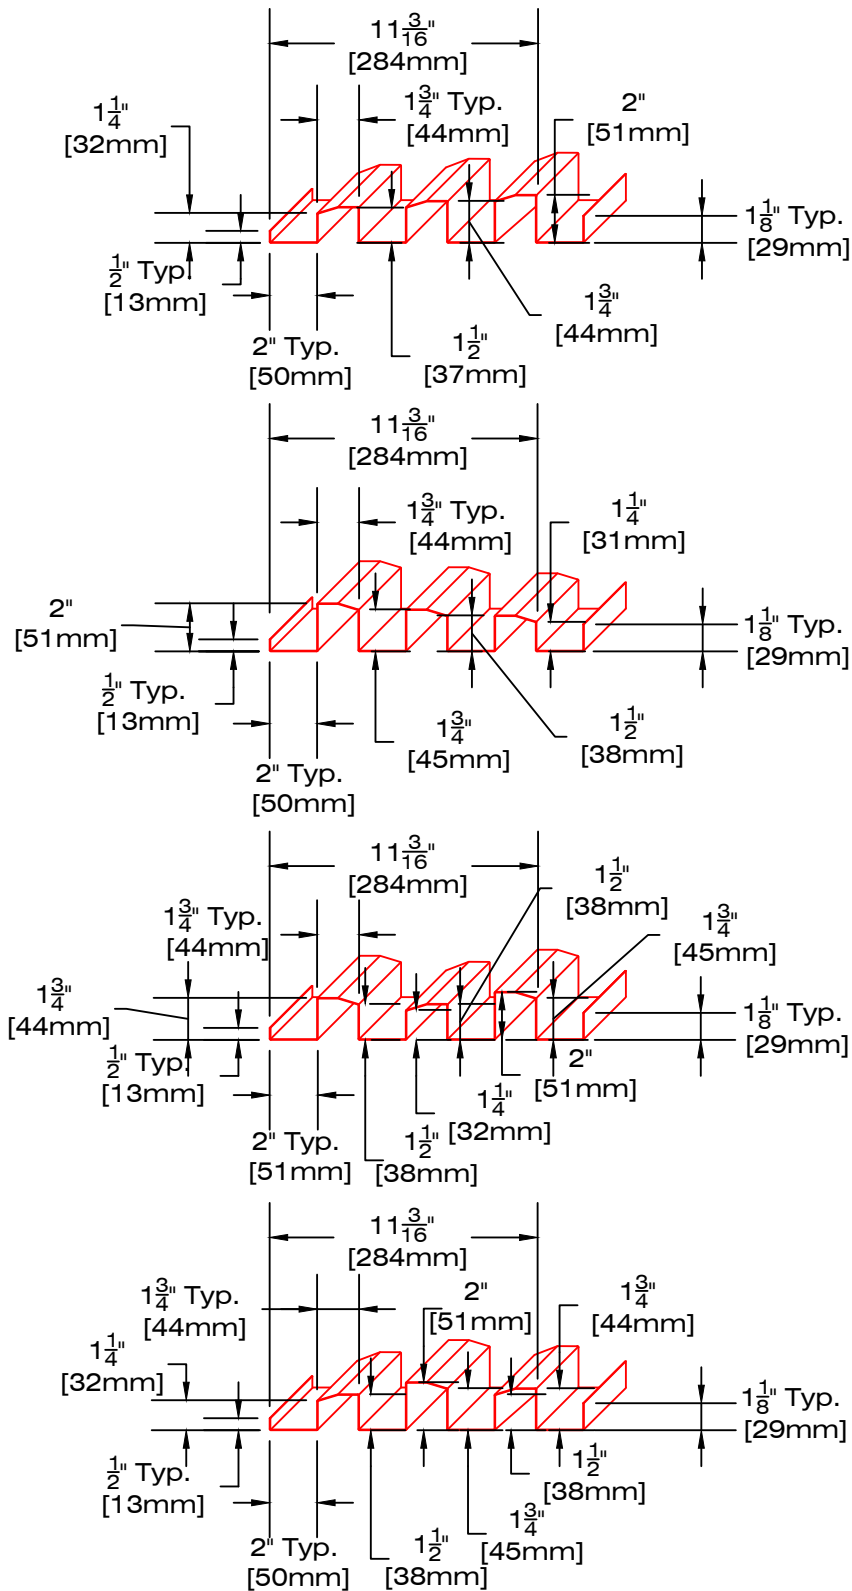 11 3/16"
[284mm]
1 3/4" Typ.
[44mm]
2"
[51mm]
1 1/4"
[32mm]
1 1/8" Typ.
[29mm]
1/2" Typ.
[13mm]
1 3/4"
[44mm]
2" Typ.
[50mm]
1 1/2"
[37mm]
11 3/16"
[284mm]
1 3/4" Typ.
[44mm]
1 1/4"
[31mm]
2"
[51mm]
1 1/8" Typ.
[29mm]
1/2" Typ.
[13mm]
1 3/4"
[45mm]
1 1/2"
[38mm]
2" Typ.
[50mm]
11 3/16"
[284mm]
1 1/2"
[38mm]
1 3/4" Typ.
[44mm]
1 3/4"
[45mm]
1 3/4"
[44mm]
1 1/8" Typ.
[29mm]
1/2" Typ.
[13mm]
2"
[51mm]
1 1/4"
[32mm]
2" Typ.
[51mm]
1 1/2"
[38mm]
11 3/16"
[284mm]
1 3/4" Typ.
[44mm]
2"
[51mm]
1 3/4"
[44mm]
1 1/4"
[32mm]
1 1/8" Typ.
[29mm]
1/2" Typ.
[13mm]
1 1/2"
[38mm]
1 3/4"
[45mm]
2" Typ.
[50mm]
1 1/2"
[38mm]